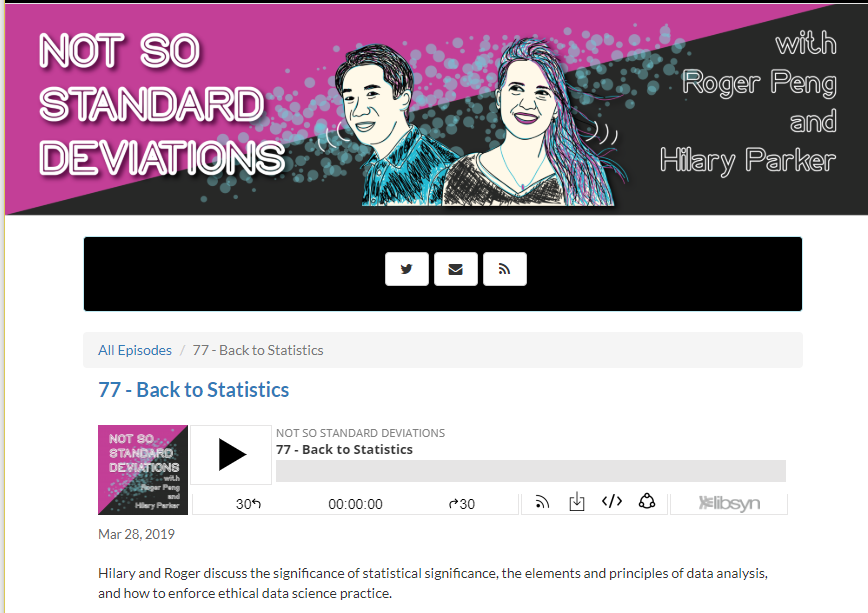 NOT SO
STANDARD
DEVIATIONS
with
Roger Peng
and
Hilary Parker
All Episodes / 77 - Back to Statistics
77 - Back to Statistics
NOT SO
STANDARD
DEVIATIONS
with
Roger Peng
and
Hilary Parker
NOT SO STANDARD DEVIATIONS
77 - Back to Statistics
30
00:00:00
30
libsyn
Mar 28, 2019
Hilary and Roger discuss the significance of statistical significance, the elements and principles of data analysis,
and how to enforce ethical data science practice.